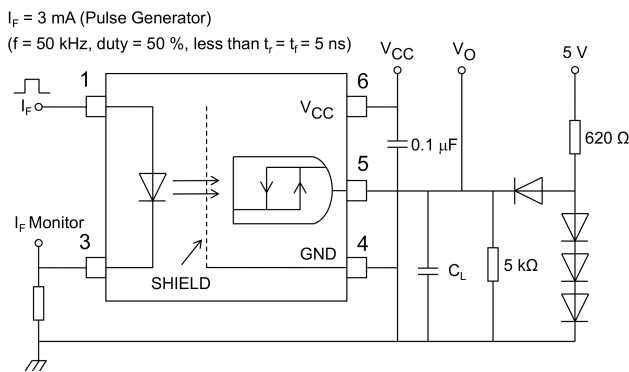 I_F = 3 mA (Pulse Generator)
(f = 50 kHz, duty = 50 %, less than t_r = t_f = 5 ns)
V_CC
V_O
5 V
1
6
I_F
V_CC
0.1 μF
620 Ω
5
I_F Monitor
3
GND
4
SHIELD
C_L
5 kΩ